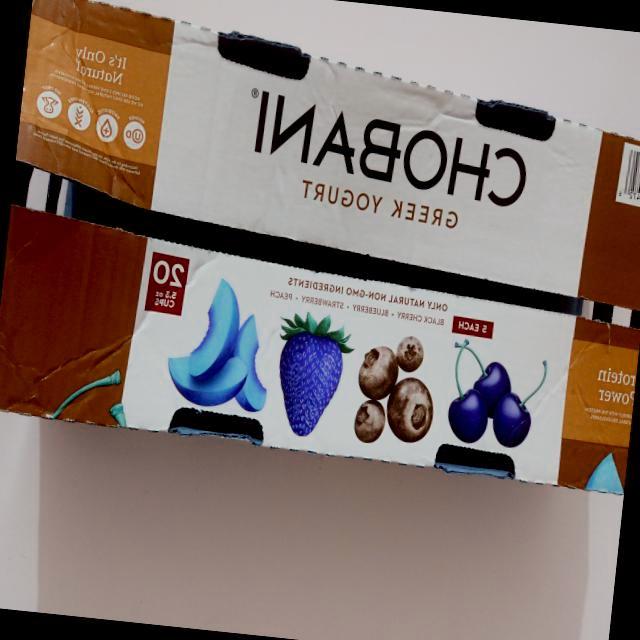 CHOBANI®
GREEK YOGURT
It's Only
Natural
ONLY NATURAL NON-GMO INGREDIENTS
BLACK CHERRY • BLUEBERRY • STRAWBERRY • PEACH
5 EACH
20
5.3 oz
CUPS
rotein
Power